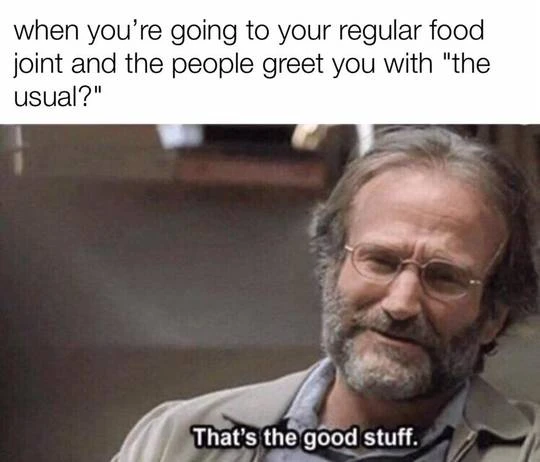 when you’re going to your regular food
joint and the people greet you with "the
usual?"
That's the good stuff.